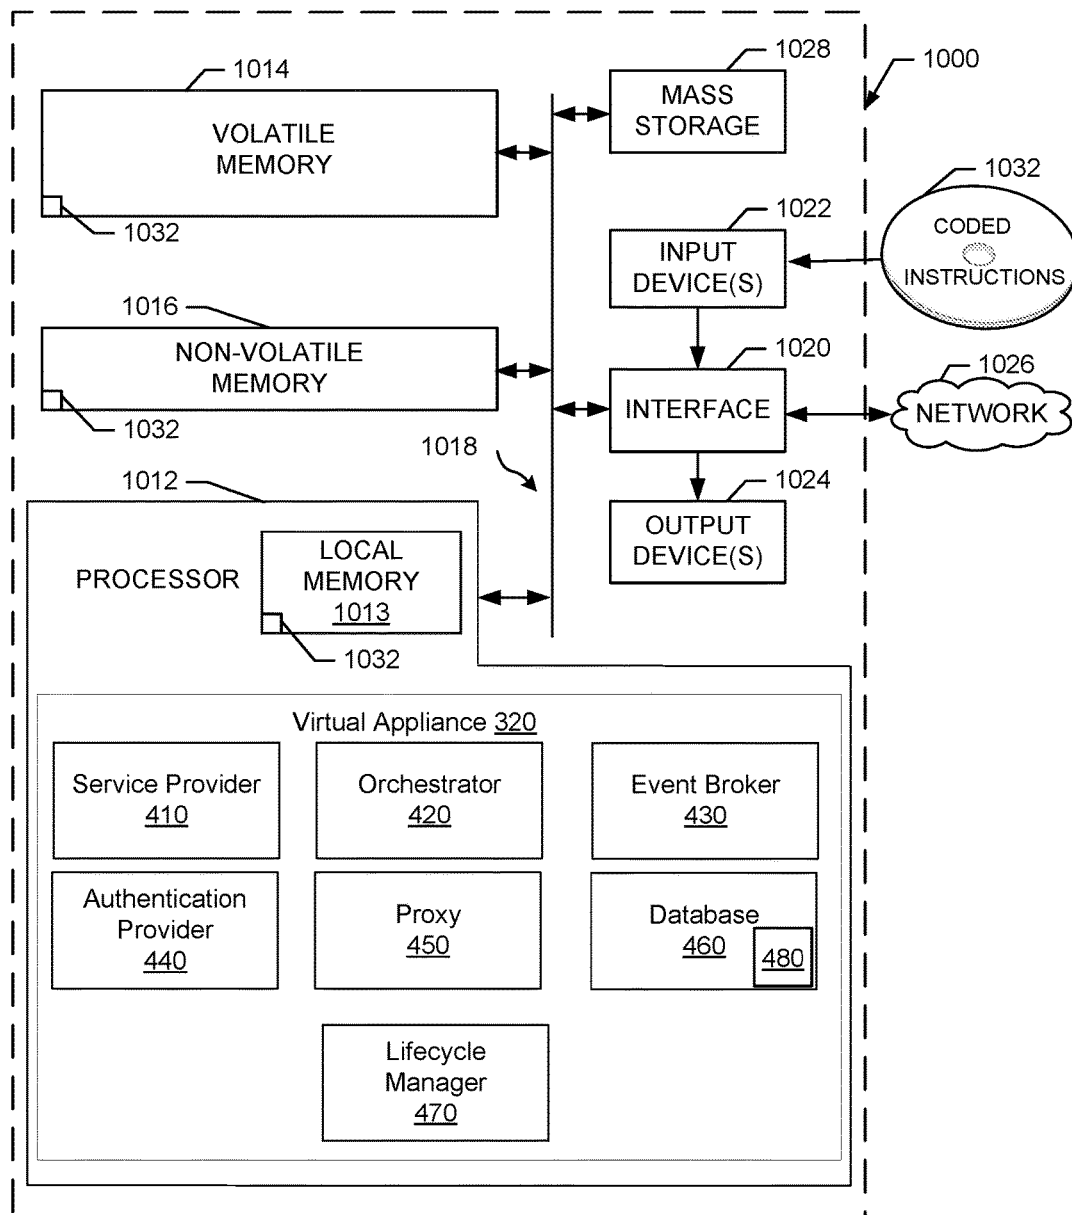 1014
VOLATILE
MEMORY
1032
1028
MASS
STORAGE
1000
1022
INPUT
DEVICE(S)
1032
CODED
INSTRUCTIONS
1016
NON-VOLATILE
MEMORY
1032
1020
INTERFACE
1026
NETWORK
1018
1024
OUTPUT
DEVICE(S)
1012
PROCESSOR
LOCAL
MEMORY
1013
1032
Virtual Appliance 320
Service Provider
410
Orchestrator
420
Event Broker
430
Authentication
Provider
440
Proxy
450
Database
460
480
Lifecycle
Manager
470